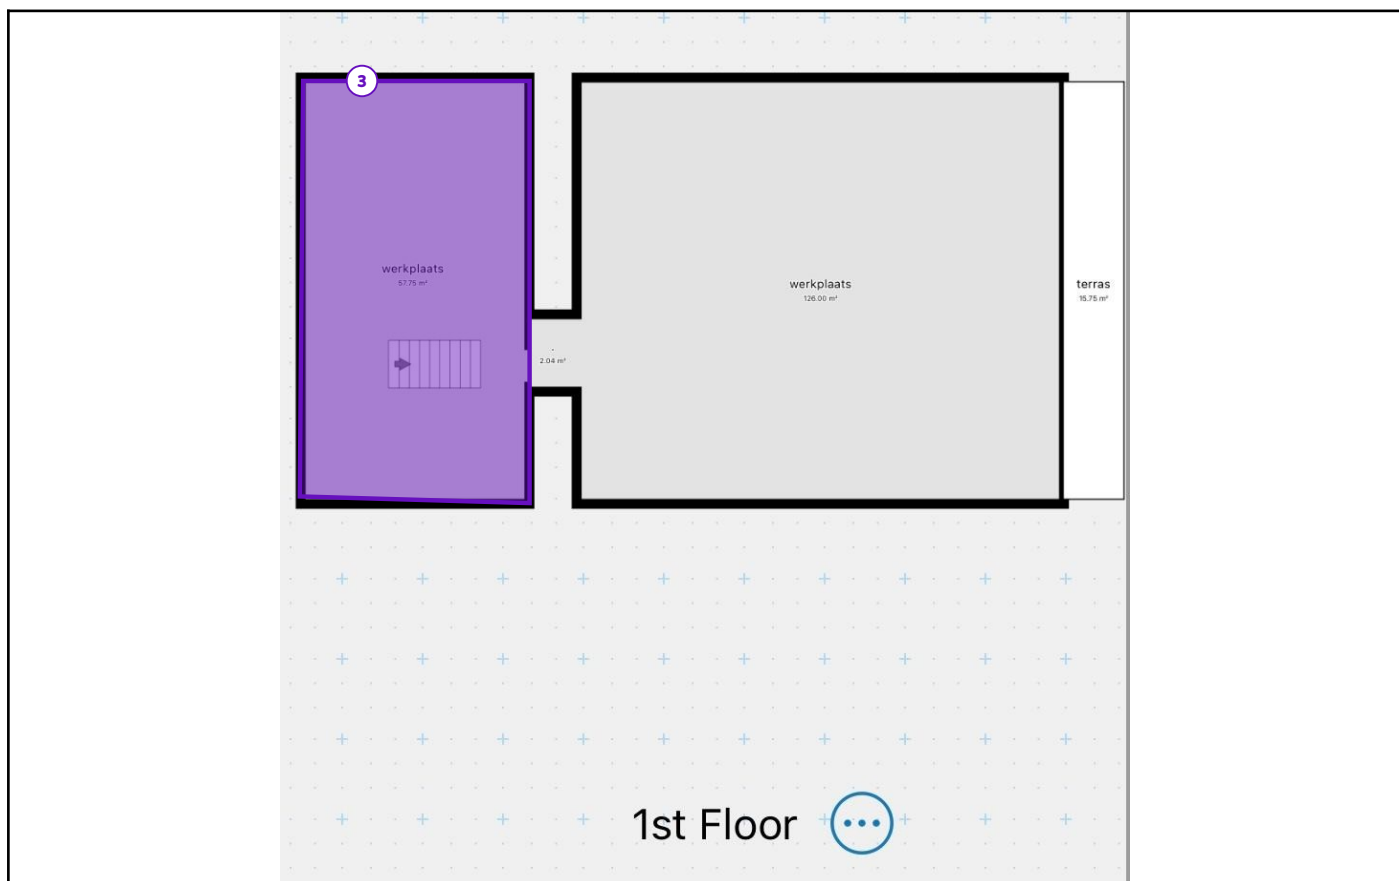 3
werkplaats
57.75 m²
werkplaats
126.00 m²
terras
15.75 m²
.
2.04 m²
1st Floor